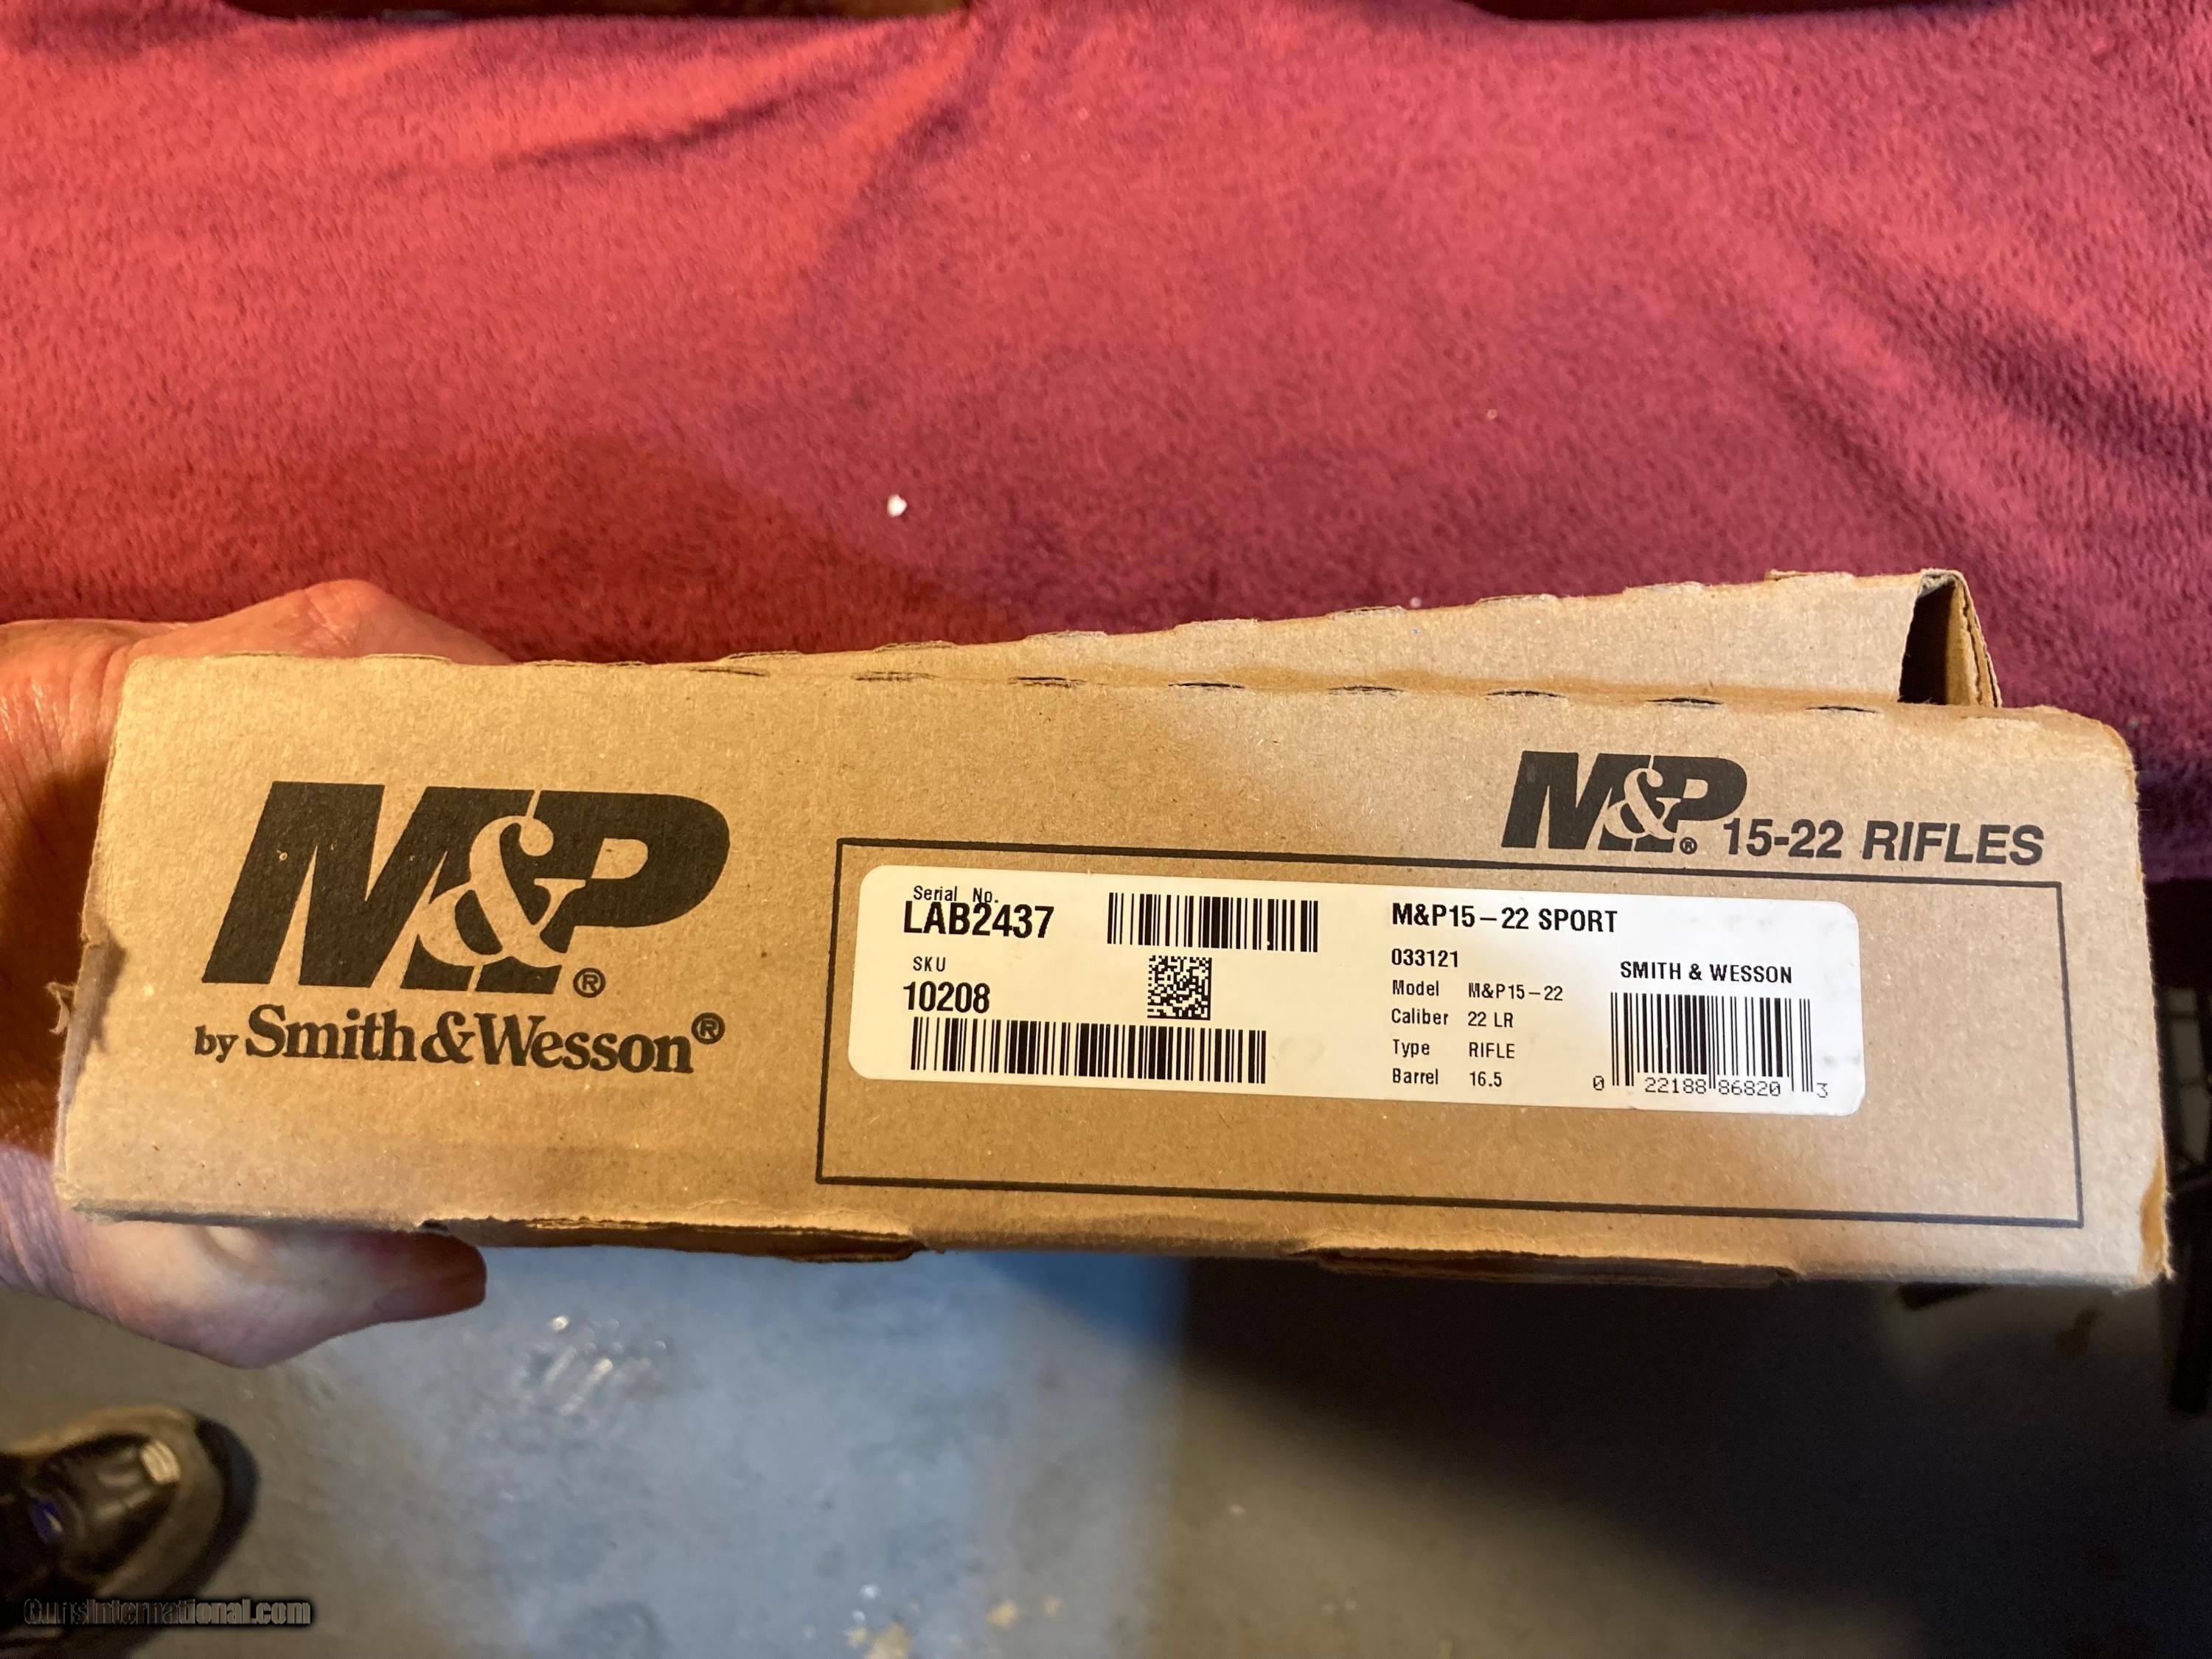 M&P®
by Smith&Wesson®
M&P® 15-22 RIFLES
Serial No.
LAB2437
SKU
10208
M&P15-22 SPORT
033121
Model M&P15-22
Caliber 22 LR
Type RIFLE
Barrel 16.5
SMITH & WESSON
0 22188 86820 3
GunsInternational.com